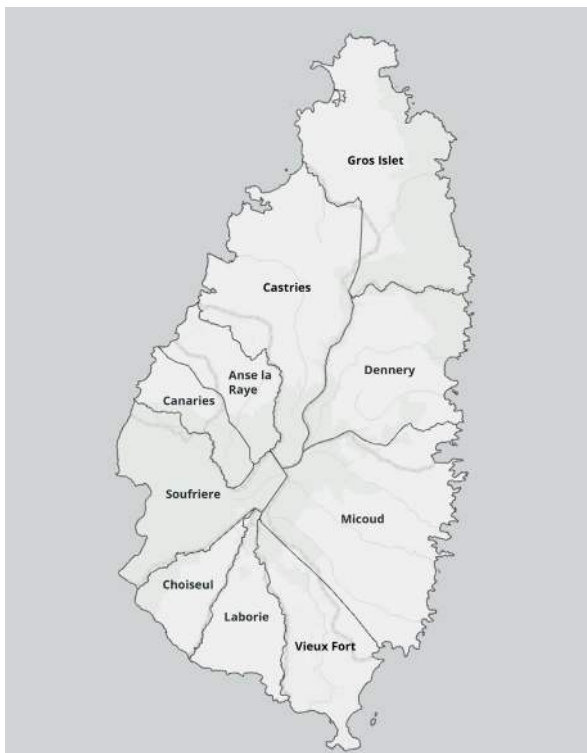 Gros Islet
Castries
Dennery
Anse la
Raye
Canaries
Soufriere
Micoud
Choiseul
Laborie
Vieux Fort